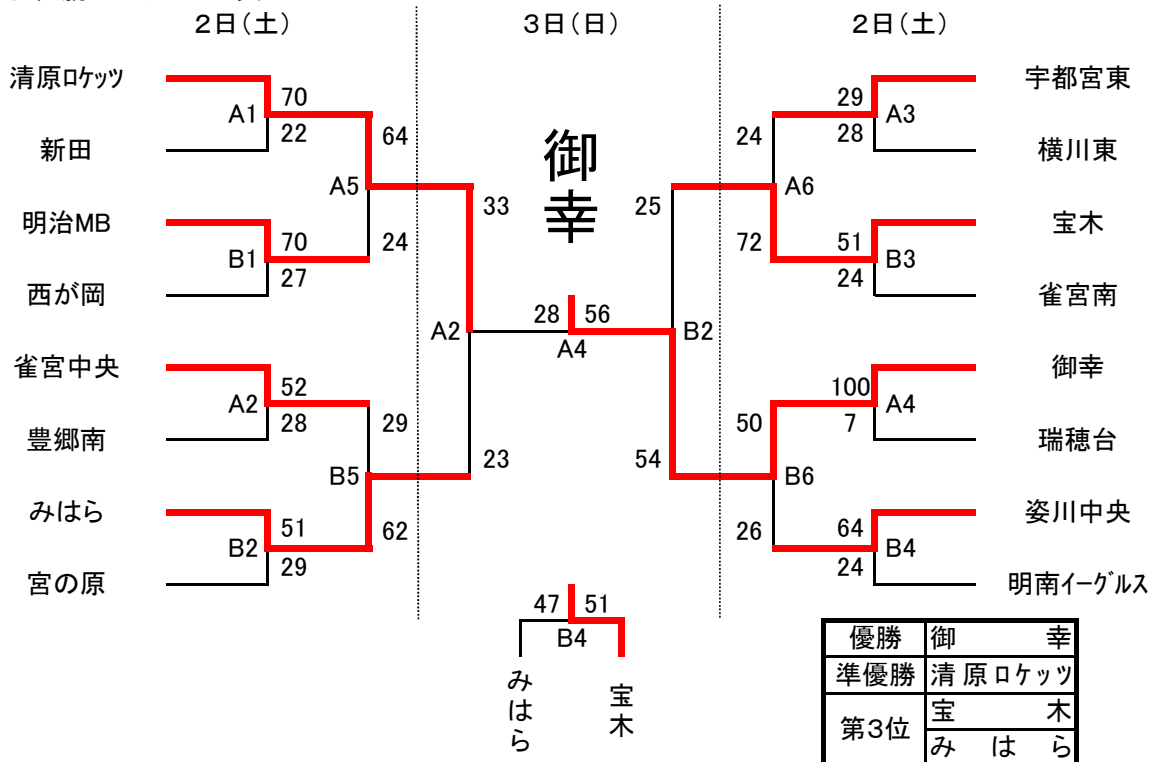 2日(土)
3日(日)
2日(土)
清原ロケッツ
70
A1
22
新田
64
A5
24
明治MB
70
B1
27
西が岡
33
A2
23
雀宮中央
52
A2
28
豊郷南
29
B5
62
みはら
51
B2
29
宮の原
御幸
28 56
A4
宇都宮東
29
A3
28
横川東
24
A6
72
宝木
51
B3
24
雀宮南
25
B2
54
御幸
100
A4
7
瑞穂台
50
B6
26
姿川中央
64
B4
24
明南イーグルス
47 51
B4
みはら
宝木
優勝 御幸
準優勝 清原ロケッツ
第3位 宝木
みはら